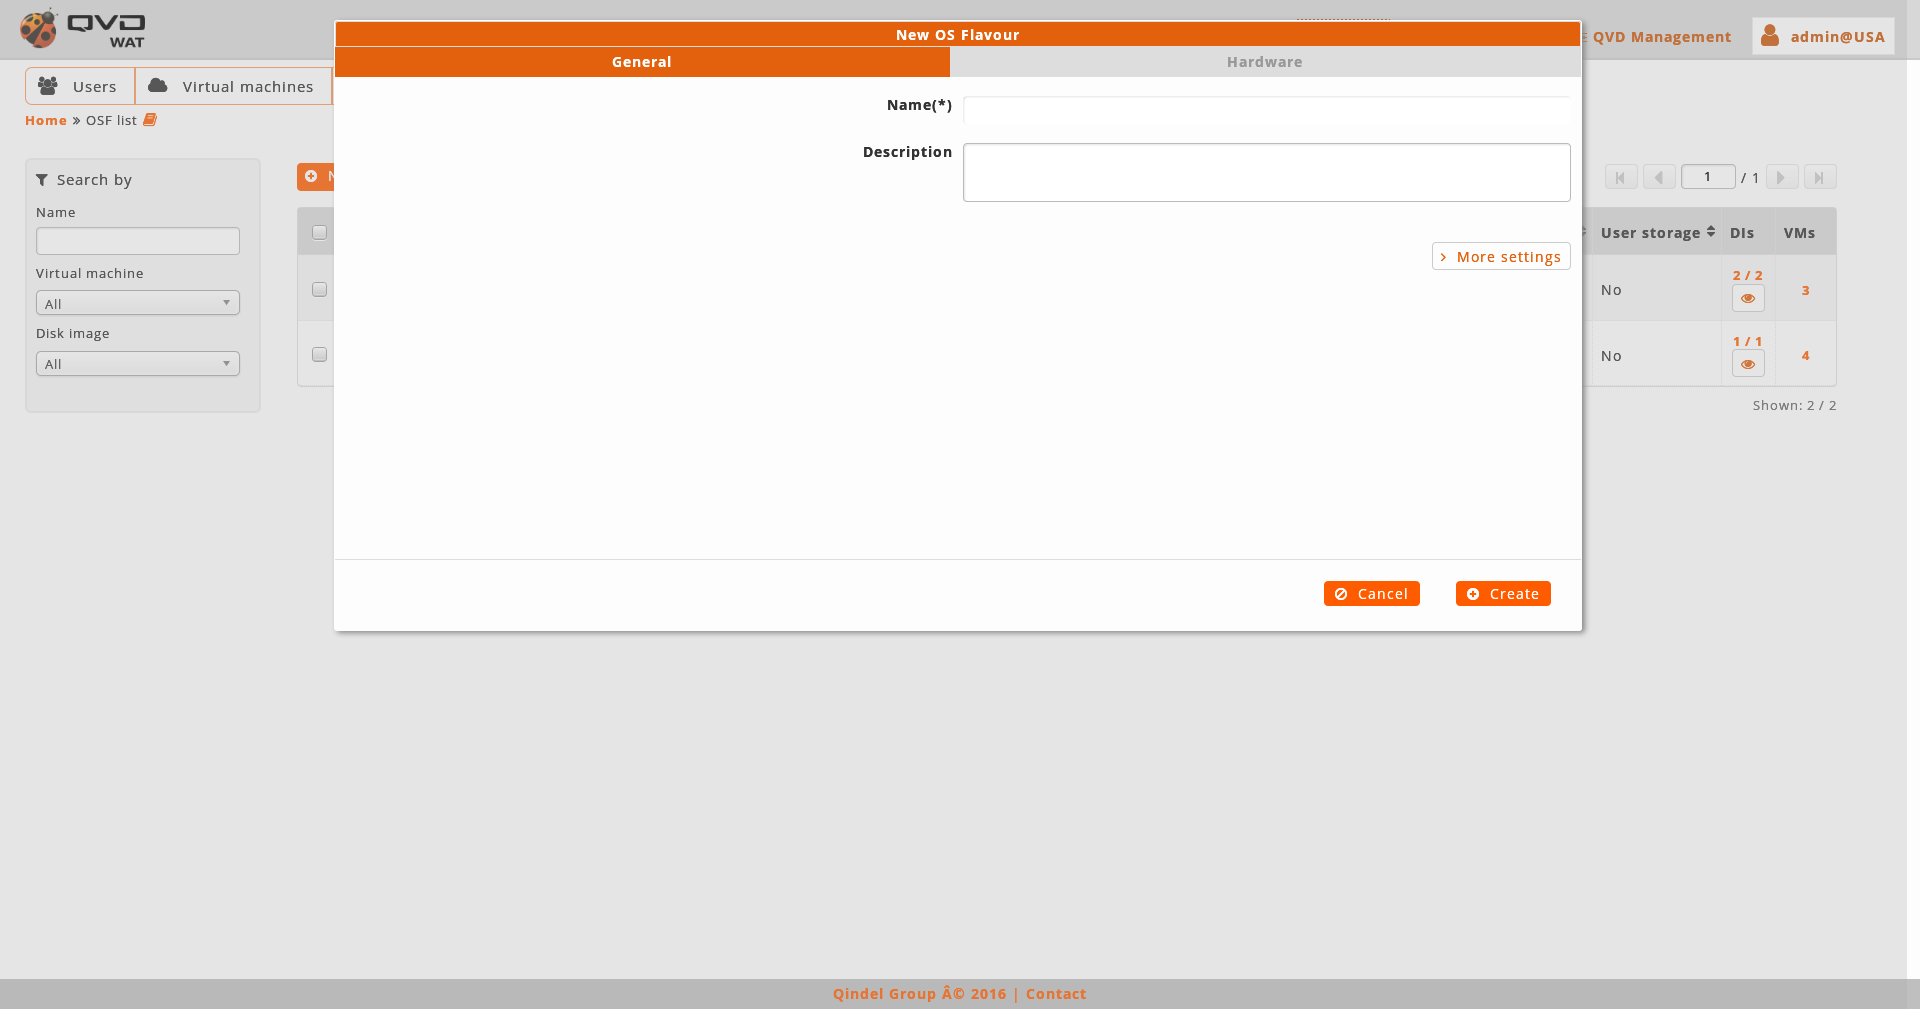 QVD
WAT
QVD Management
admin@USA
Users
Virtual machines
Home » OSF list
New OS Flavour
General
Hardware
Name(*)
Description
> More settings
Cancel
Create
Search by
Name
Virtual machine
All
Disk image
All
N
1 / 1
User storage
DIs
VMs
No
2 / 2
3
No
1 / 1
4
Shown: 2 / 2
Qindel Group Â© 2016 | Contact